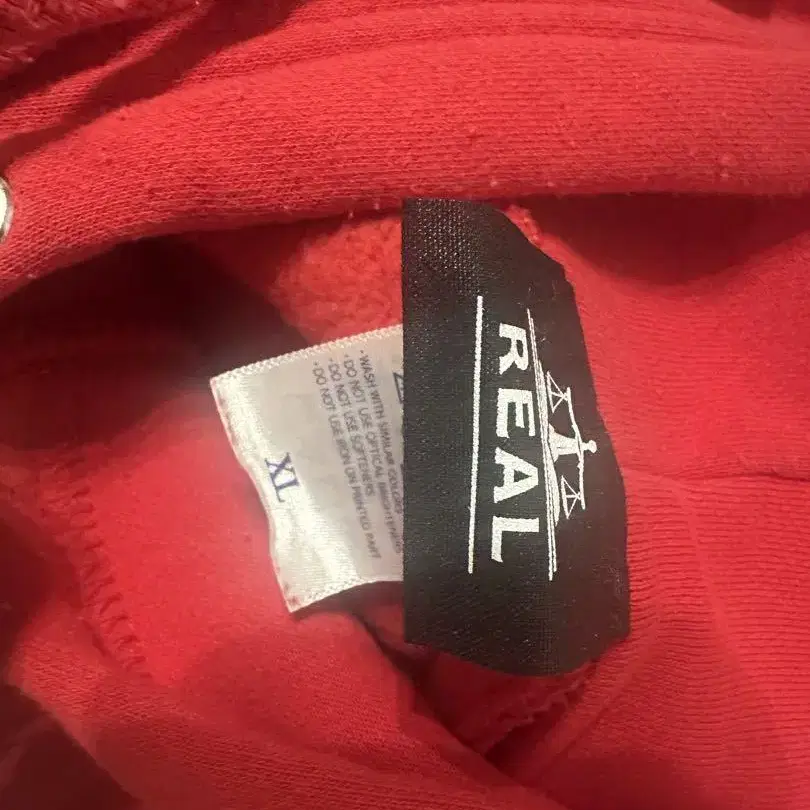 REAL
· WASH WITH SIMILAR COLORS
· DO NOT USE OPTICAL BRIGHTENERS
· DO NOT USE SOFTENERS
· DO NOT USE IRON ON PRINTED PART
XL